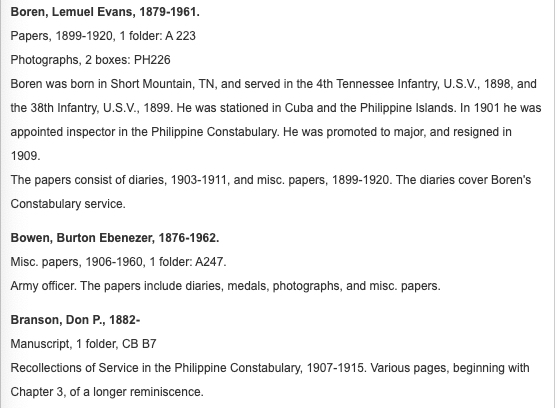 Boren, Lemuel Evans, 1879-1961.
Papers, 1899-1920, 1 folder: A 223
Photographs, 2 boxes: PH226
Boren was born in Short Mountain, TN, and served in the 4th Tennessee Infantry, U.S.V., 1898, and
the 38th Infantry, U.S.V., 1899. He was stationed in Cuba and the Philippine Islands. In 1901 he was
appointed inspector in the Philippine Constabulary. He was promoted to major, and resigned in
1909.
The papers consist of diaries, 1903-1911, and misc. papers, 1899-1920. The diaries cover Boren's
Constabulary service.
Bowen, Burton Ebenezer, 1876-1962.
Misc. papers, 1906-1960, 1 folder: A247.
Army officer. The papers include diaries, medals, photographs, and misc. papers.
Branson, Don P., 1882-
Manuscript, 1 folder, CB B7
Recollections of Service in the Philippine Constabulary, 1907-1915. Various pages, beginning with
Chapter 3, of a longer reminiscence.